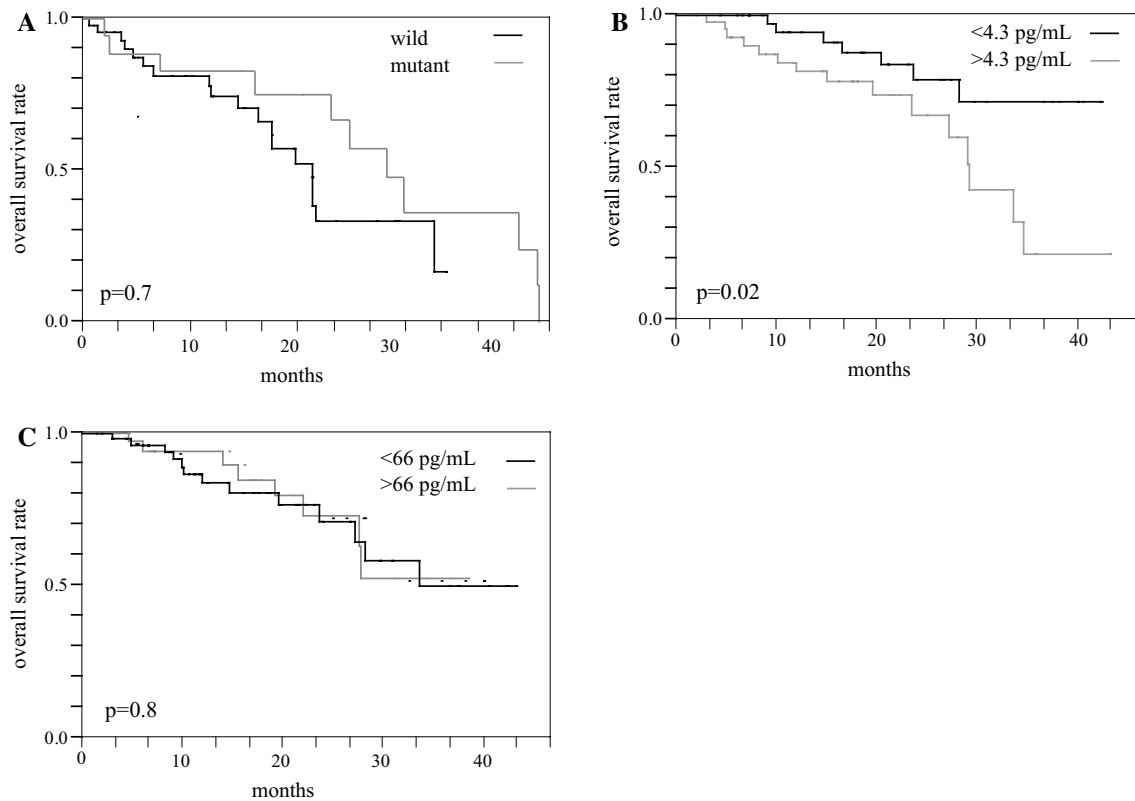 A
1.0
0.5
0.0
overall survival rate
wild
mutant
p=0.7
0 10 20 30 40
months
B
1.0
0.5
0.0
overall survival rate
<4.3 pg/mL
>4.3 pg/mL
p=0.02
0 10 20 30 40
months
C
1.0
0.5
0.0
overall survival rate
<66 pg/mL
>66 pg/mL
p=0.8
0 10 20 30 40
months